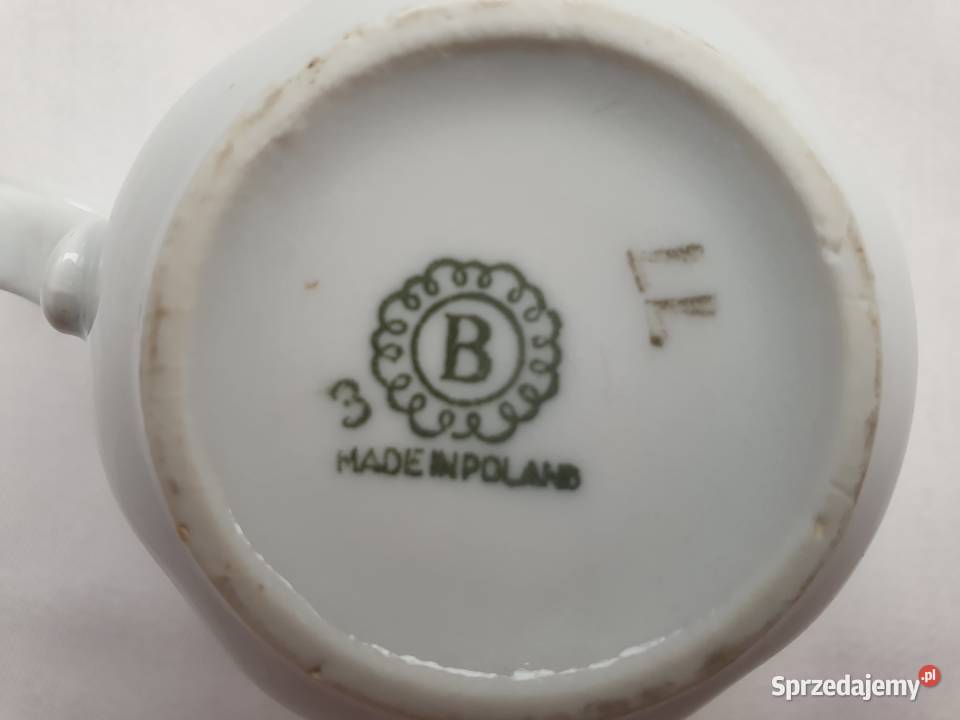 B
3
MADE IN POLAND
Sprzedajemy.pl